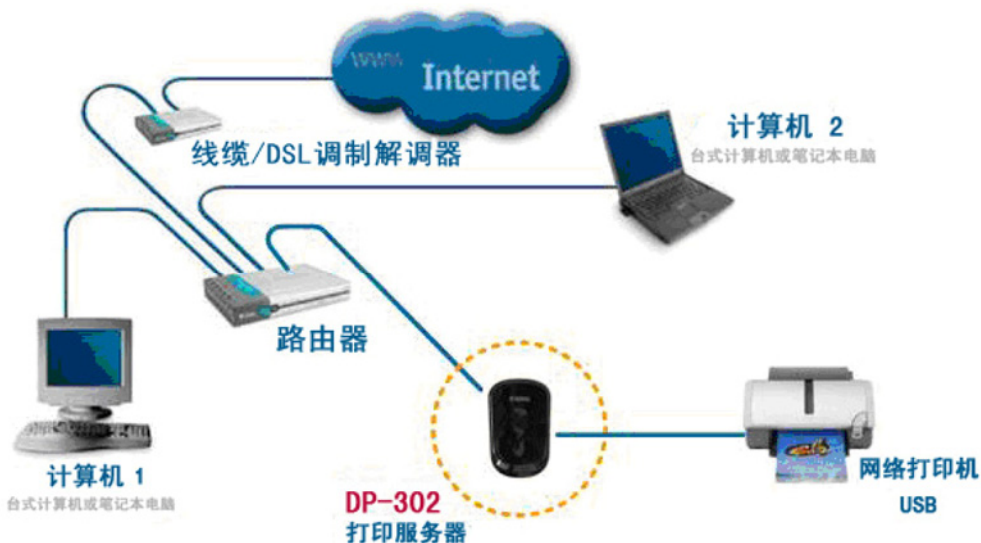 WWW
Internet
线缆/DSL调制解调器
计算机 2
台式计算机或笔记本电脑
路由器
计算机 1
台式计算机或笔记本电脑
DP-302
打印服务器
网络打印机
USB